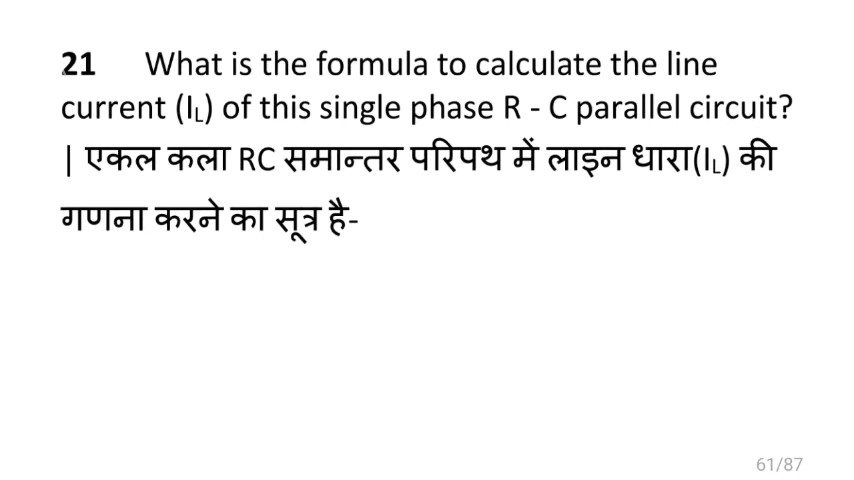 21 What is the formula to calculate the line
current (IL) of this single phase R - C parallel circuit?
| एकल कला RC समान्तर परिपथ में लाइन धारा(IL) की
गणना करने का सूत्र है-
61/87